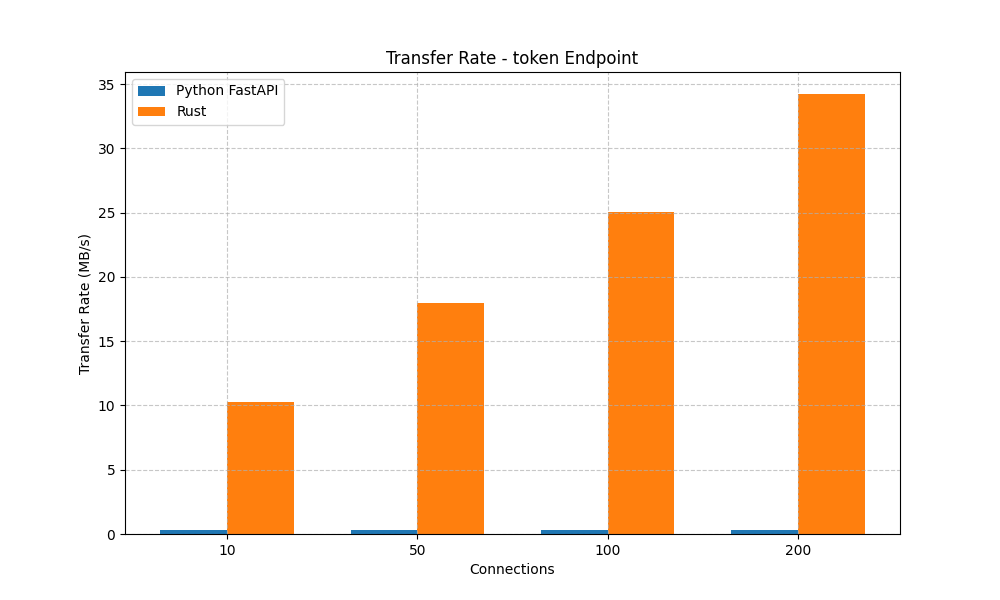 Transfer Rate - token Endpoint
Python FastAPI
Rust
Transfer Rate (MB/s)
35
30
25
20
15
10
5
0
10
50
100
200
Connections